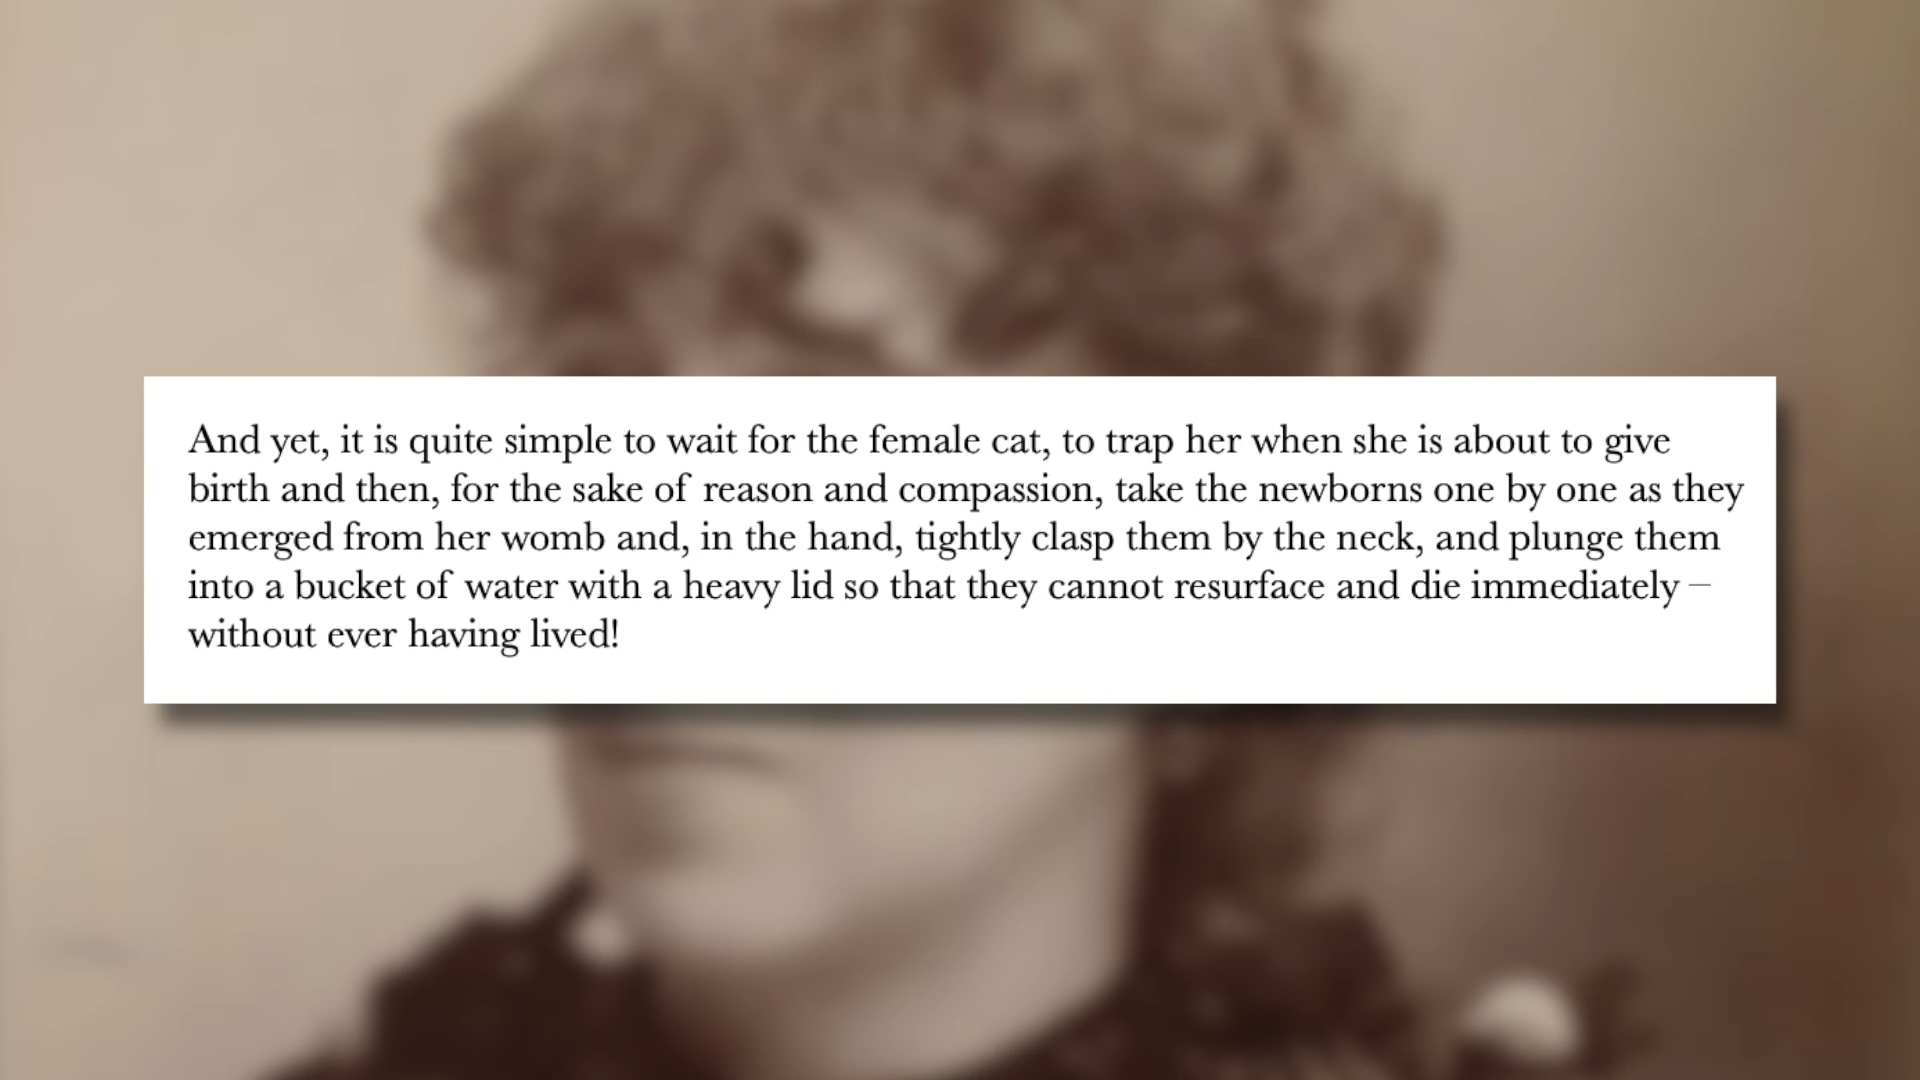 And yet, it is quite simple to wait for the female cat, to trap her when she is about to give
birth and then, for the sake of reason and compassion, take the newborns one by one as they
emerged from her womb and, in the hand, tightly clasp them by the neck, and plunge them
into a bucket of water with a heavy lid so that they cannot resurface and die immediately –
without ever having lived!